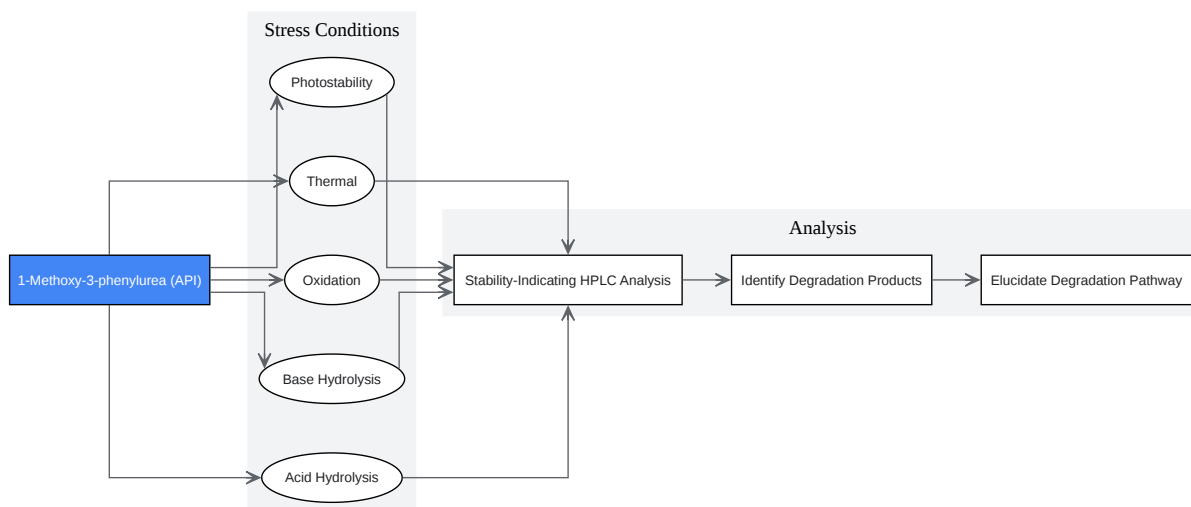 Stress Conditions
Photostability
Thermal
Analysis
1-Methoxy-3-phenylurea (API)
Oxidation
Stability-Indicating HPLC Analysis
Identify Degradation Products
Elucidate Degradation Pathway
Base Hydrolysis
Acid Hydrolysis